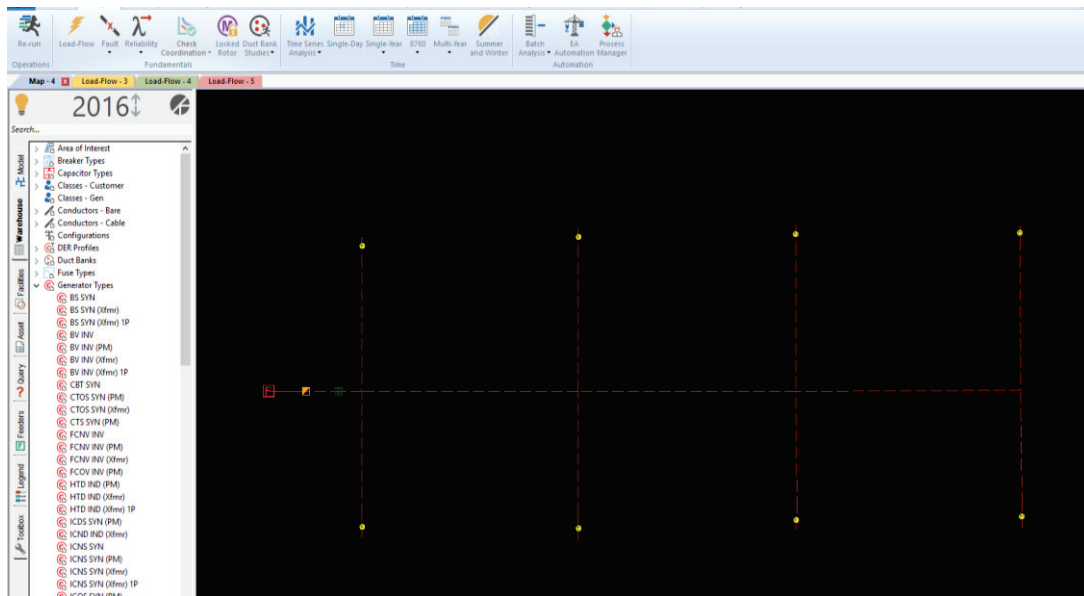 Re-run Load-Flow Fault Reliability Check Coordination Locked Rotor Duct Bank Studies Time Series Analysis Single-Day Single-Year 8760 Multi-Year Summer and Winter Batch Analysis EA Automation Process Manager
Operations Fundamentals Time Automation
Map - 4 Load-Flow - 3 Load-Flow - 4 Load-Flow - 5
2016
Search...
Model
Warehouse
Facilities
Asset
Query
Feeders
Legend
Toolbox
Area of Interest
Breaker Types
Capacitor Types
Classes - Customer
Classes - Gen
Conductors - Bare
Conductors - Cable
Configurations
DER Profiles
Duct Banks
Fuse Types
Generator Types
BS SYN
BS SYN (Xfmr)
BS SYN (Xfmr) 1P
BV INV
BV INV (PM)
BV INV (Xfmr)
BV INV (Xfmr) 1P
CBT SYN
CTOS SYN (PM)
CTOS SYN (Xfmr)
CTS SYN (PM)
FCNV INV
FCNV INV (PM)
FCNV INV (Xfmr)
FCOV INV (PM)
HTD IND (PM)
HTD IND (Xfmr)
HTD IND (Xfmr) 1P
ICDS SYN (PM)
ICND IND (Xfmr)
ICNS SYN
ICNS SYN (PM)
ICNS SYN (Xfmr)
ICNS SYN (Xfmr) 1P
F